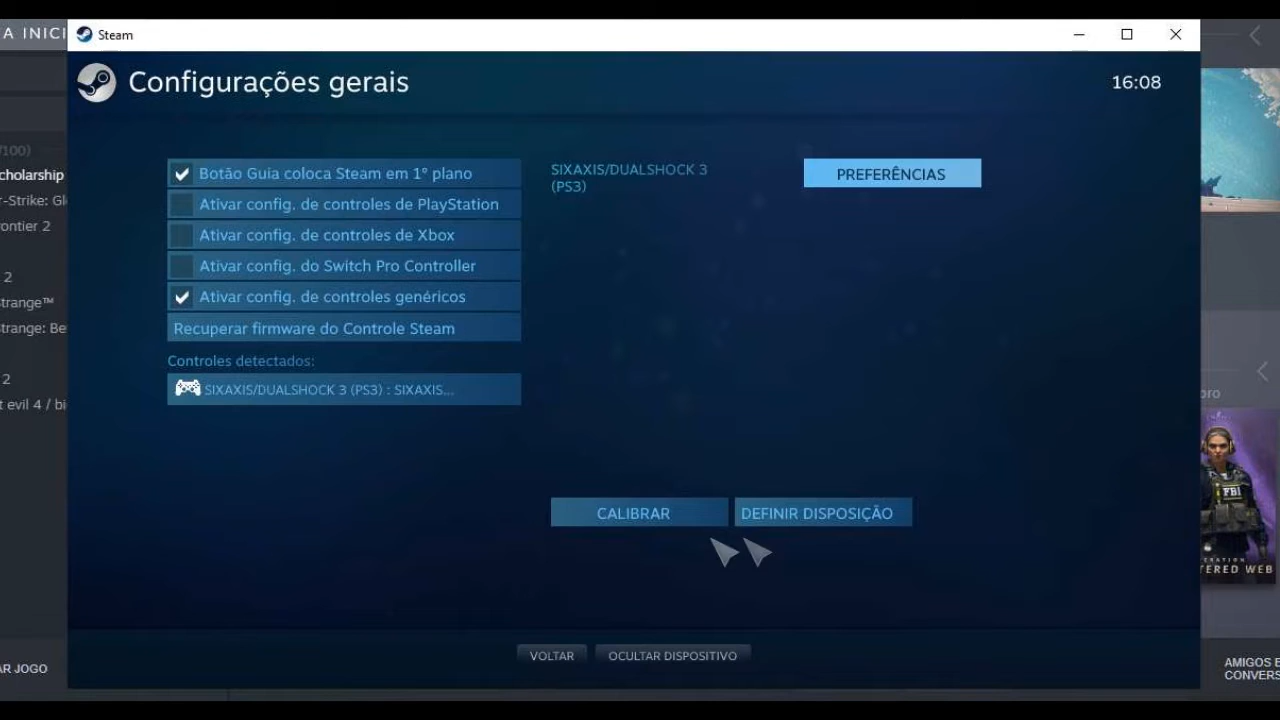 A INICI
Steam
Configurações gerais
16:08
/100)
cholarship
r-Strike: Gl
ontier 2
2
trange™
trange: Be
2
t evil 4 / bi
AR JOGO
Botão Guia coloca Steam em 1º plano
Ativar config. de controles de PlayStation
Ativar config. de controles de Xbox
Ativar config. do Switch Pro Controller
Ativar config. de controles genéricos
Recuperar firmware do Controle Steam
Controles detectados:
SIXAXIS/DUALSHOCK 3 (PS3) : SIXAXIS...
SIXAXIS/DUALSHOCK 3
(PS3)
PREFERÊNCIAS
CALIBRAR
DEFINIR DISPOSIÇÃO
VOLTAR
OCULTAR DISPOSITIVO
oro
FBI
ERATION
TERED WEB
AMIGOS E
CONVERS